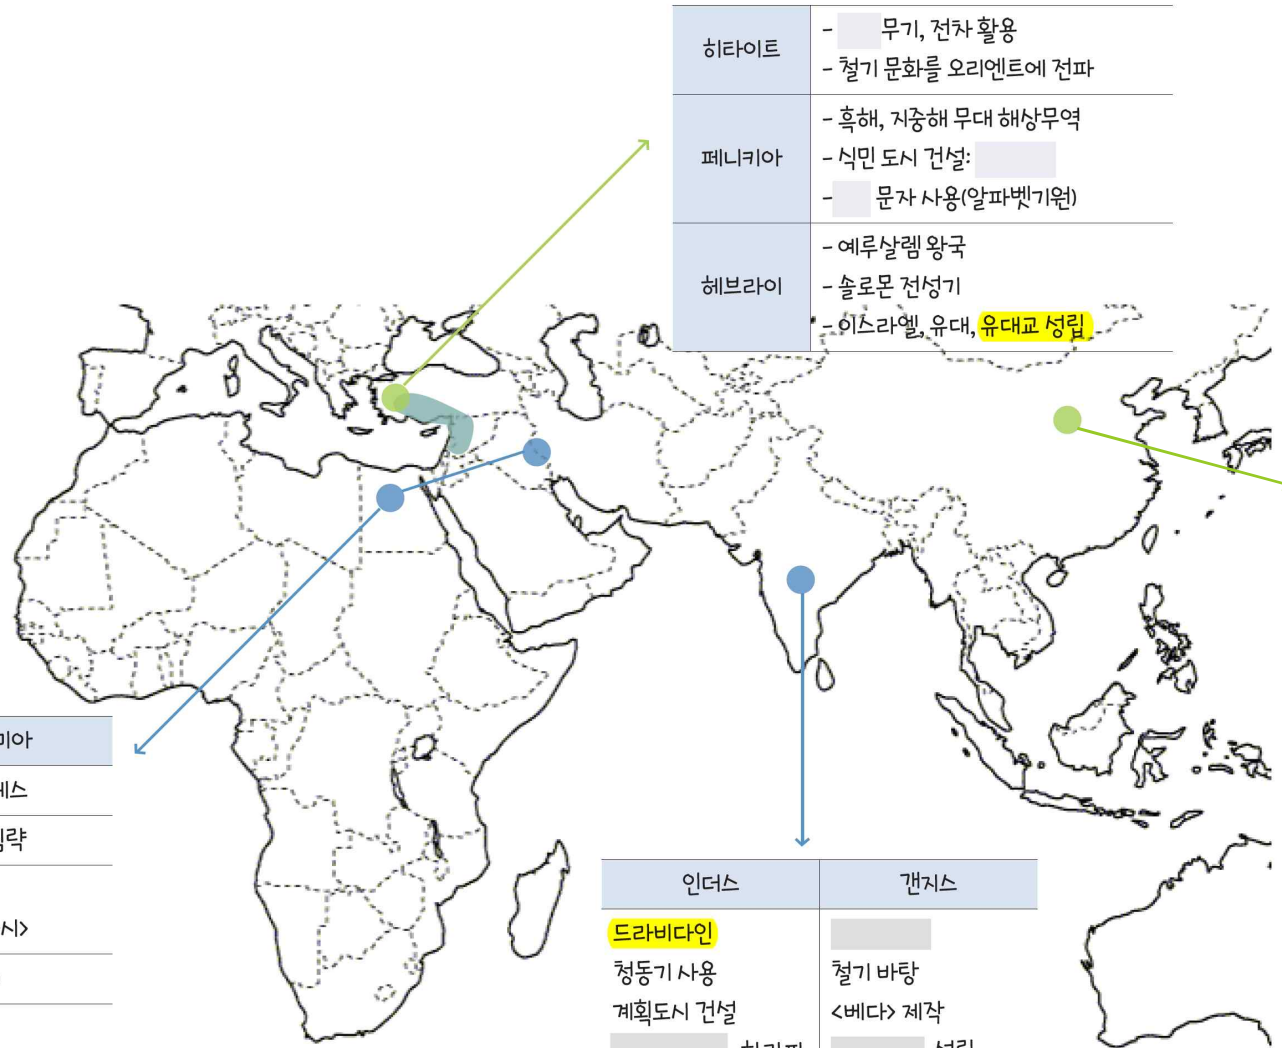 히타이트
- 무기, 전차 활용
- 철기 문화를 오리엔트에 전파
페니키아
- 흑해, 지중해 무대 해상무역
- 식민 도시 건설:
- 문자 사용(알파벳기원)
헤브라이
- 예루살렘 왕국
- 솔로몬 전성기
- 이스라엘, 유대, 유대교 성립
미아
인더스
갠지스
드라비다인
청동기 사용
철기 바탕
계획도시 건설
<베다> 제작
시>